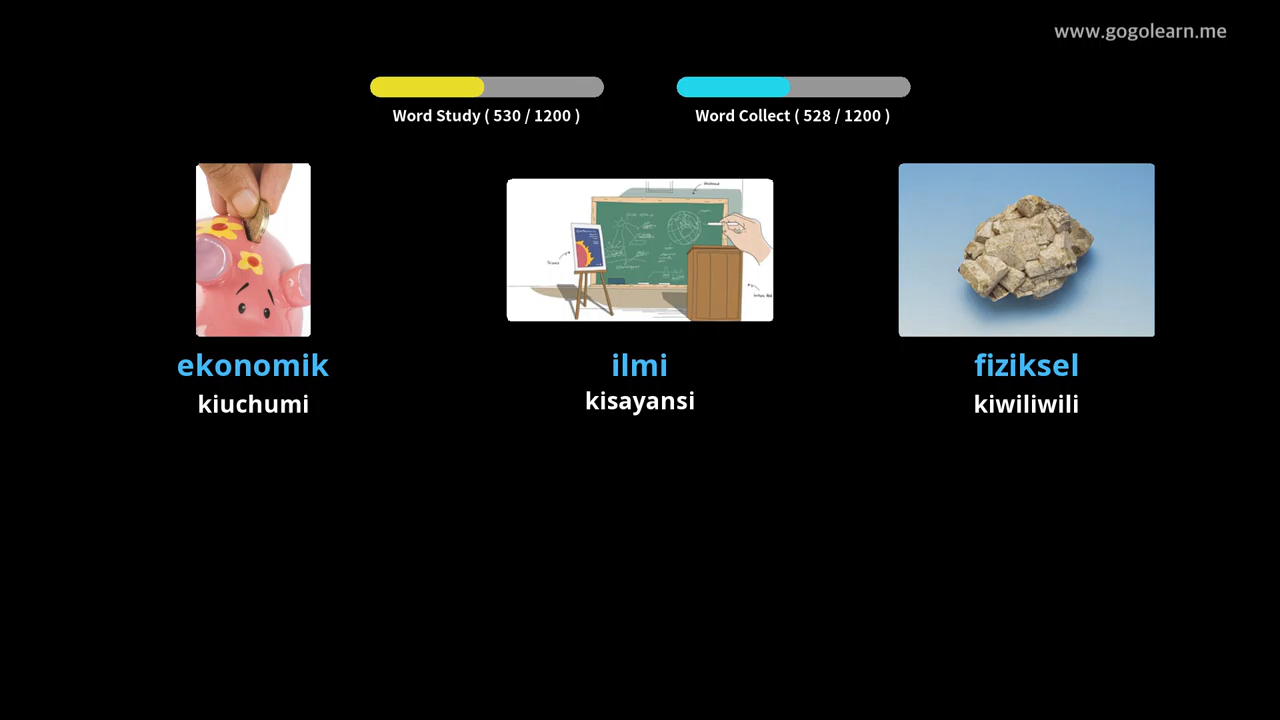 www.gogolearn.me
Word Study ( 530 / 1200 )
Word Collect ( 528 / 1200 )
ekonomik
kiuchumi
ilmi
kisayansi
fiziksel
kiwiliwili